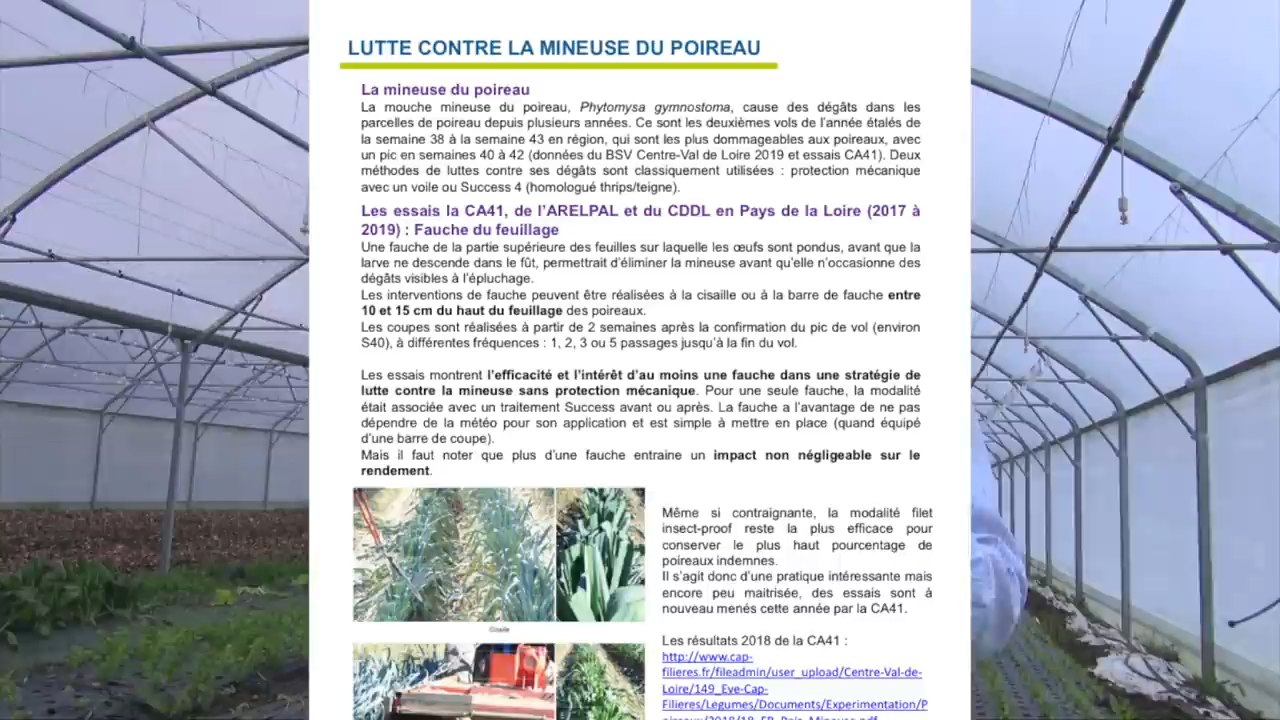 LUTTE CONTRE LA MINEUSE DU POIREAU
La mineuse du poireau
La mouche mineuse du poireau, Phytomysa gymnostoma, cause des dégâts dans les
parcelles de poireau depuis plusieurs années. Ce sont les deuxièmes vols de l'année étalés de
la semaine 38 à la semaine 43 en région, qui sont les plus dommageables aux poireaux, avec
un pic en semaines 40 à 42 (données du BSV Centre-Val de Loire 2019 et essais CA41). Deux
méthodes de luttes contre ses dégâts sont classiquement utilisées : protection mécanique
avec un voile ou Success 4 (homologué thrips/teigne).
Les essais la CA41, de l'ARELPAL et du CDDL en Pays de la Loire (2017 à
2019) : Fauche du feuillage
Une fauche de la partie supérieure des feuilles sur laquelle les œufs sont pondus, avant que la
larve ne descende dans le fût, permettrait d'éliminer la mineuse avant qu'elle n'occasionne des
dégâts visibles à l'épluchage.
Les interventions de fauche peuvent être réalisées à la cisaille ou à la barre de fauche entre
10 et 15 cm du haut du feuillage des poireaux.
Les coupes sont réalisées à partir de 2 semaines après la confirmation du pic de vol (environ
S40), à différentes fréquences : 1, 2, 3 ou 5 passages jusqu'à la fin du vol.
Les essais montrent l'efficacité et l'intérêt d'au moins une fauche dans une stratégie de
lutte contre la mineuse sans protection mécanique. Pour une seule fauche, la modalité
était associée avec un traitement Success avant ou après. La fauche a l'avantage de ne pas
dépendre de la météo pour son application et est simple à mettre en place (quand équipé
d'une barre de coupe).
Mais il faut noter que plus d'une fauche entraine un impact non négligeable sur le
rendement.
Même si contraignante, la modalité filet
insect-proof reste la plus efficace pour
conserver le plus haut pourcentage de
poireaux indemnes.
Il s'agit donc d'une pratique intéressante mais
encore peu maitrisée, des essais sont à
nouveau menés cette année par la CA41.
Cisaille
Les résultats 2018 de la CA41 :
http://www.cap-
filieres.fr/fileadmin/user_upload/Centre-Val-de-
Loire/149_Eve-Cap-
Filieres/Legumes/Documents/Experimentation/P